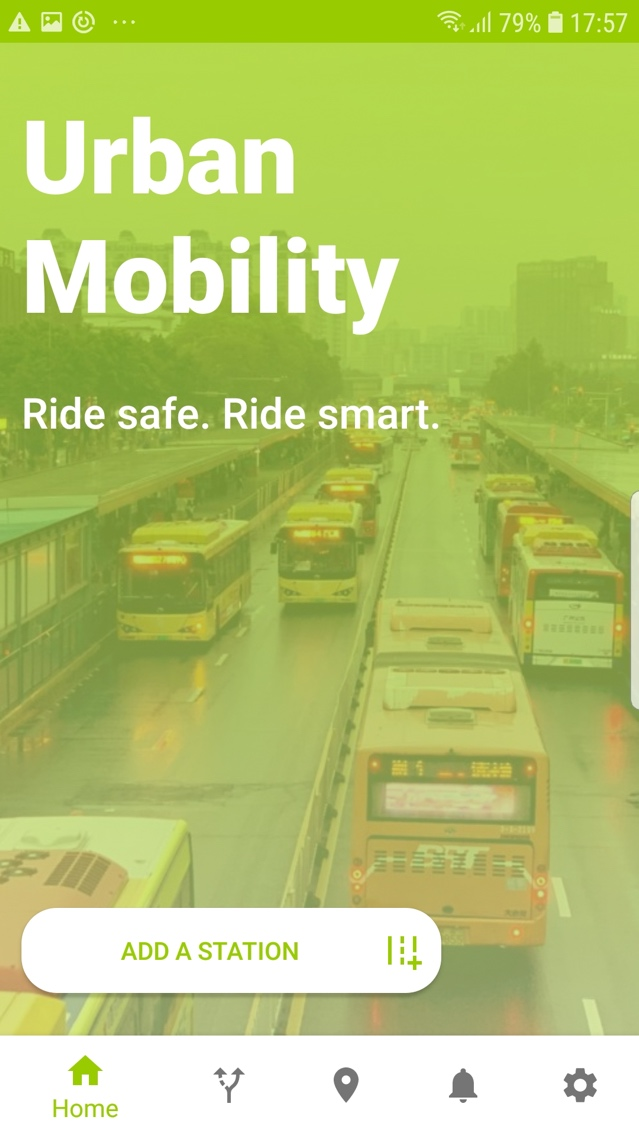 79% 17:57
Urban
Mobility
Ride safe. Ride smart.
ADD A STATION
Home